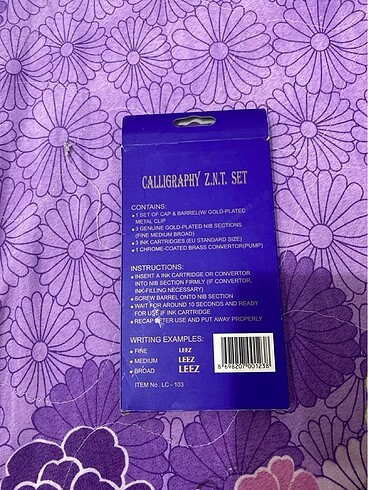 CALLIGRAPHY Z.N.T. SET
CONTAINS:
• 1 SET OF CAP & BARREL(W/ GOLD-PLATED
METAL CLIP
• 3 GENUINE GOLD-PLATED NIB SECTIONS
(FINE MEDIUM BROAD)
• 3 INK CARTRIDGES (EU STANDARD SIZE)
• 1 CHROME-COATED BRASS CONVERTOR(PUMP)
INSTRUCTIONS:
• INSERT A INK CARTRIDGE OR CONVERTOR
INTO NIB SECTION FIRMLY (IF CONVERTOR,
INK-FILLING NECESSARY)
• SCREW BARREL ONTO NIB SECTION
• WAIT FOR AROUND 10 SECONDS AND READY
FOR USE IF INK CARTRIDGE
• RECAP AFTER USE AND PUT AWAY PROPERLY
WRITING EXAMPLES:
• FINE LEEZ
• MEDIUM LEEZ
• BROAD LEEZ
8 698207 001236
ITEM No. LC - 103